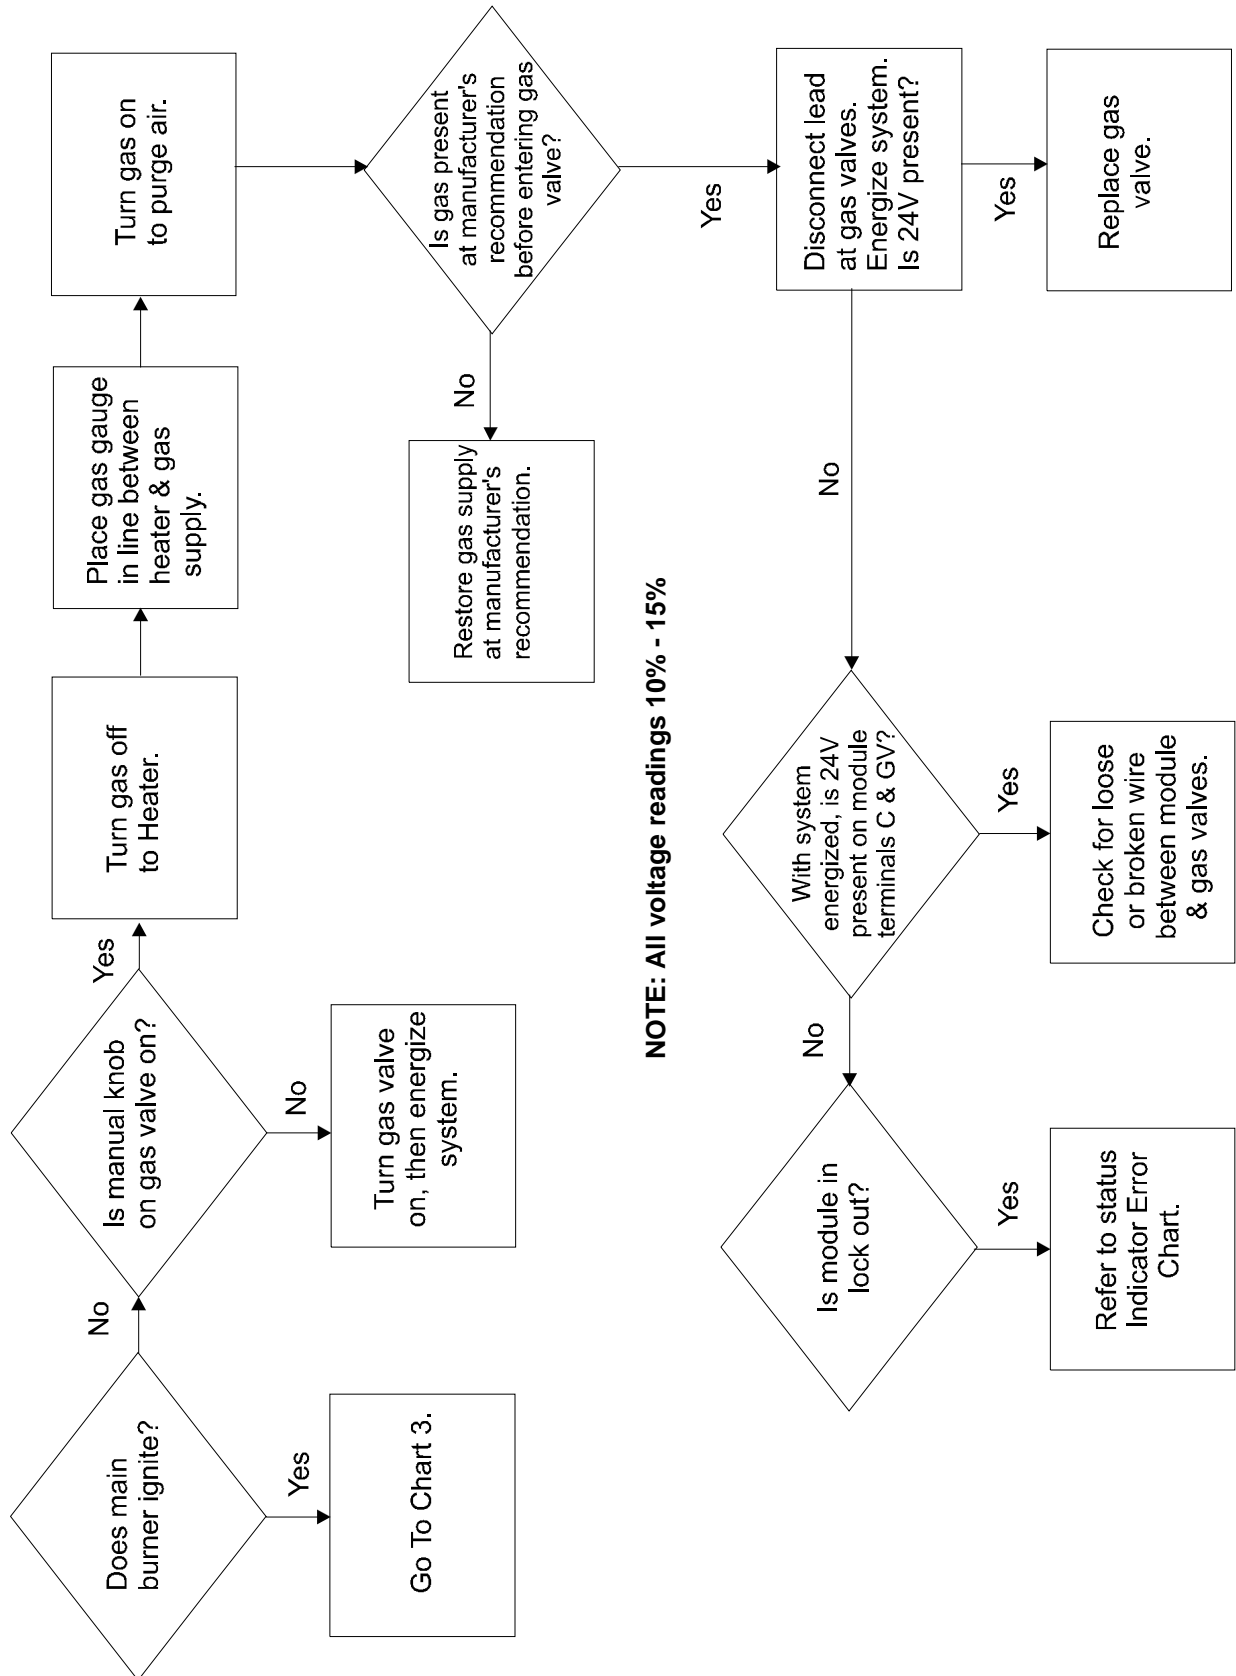 Does main
burner ignite?
Yes
Go To Chart 3.
No
Is manual knob
on gas valve on?
No
Turn gas valve
on, then energize
system.
Yes
Turn gas off
to Heater.
Place gas gauge
in line between
heater & gas
supply.
Turn gas on
to purge air.
Is gas present
at manufacturer's
recommendation
before entering gas
valve?
No
Restore gas supply
at manufacturer's
recommendation.
Yes
Disconnect lead
at gas valves.
Energize system.
Is 24V present?
Yes
Replace gas
valve.
No
NOTE: All voltage readings 10% - 15%
With system
energized, is 24V
present on module
terminals C & GV?
Yes
Check for loose
or broken wire
between module
& gas valves.
No
Is module in
lock out?
Yes
Refer to status
Indicator Error
Chart.